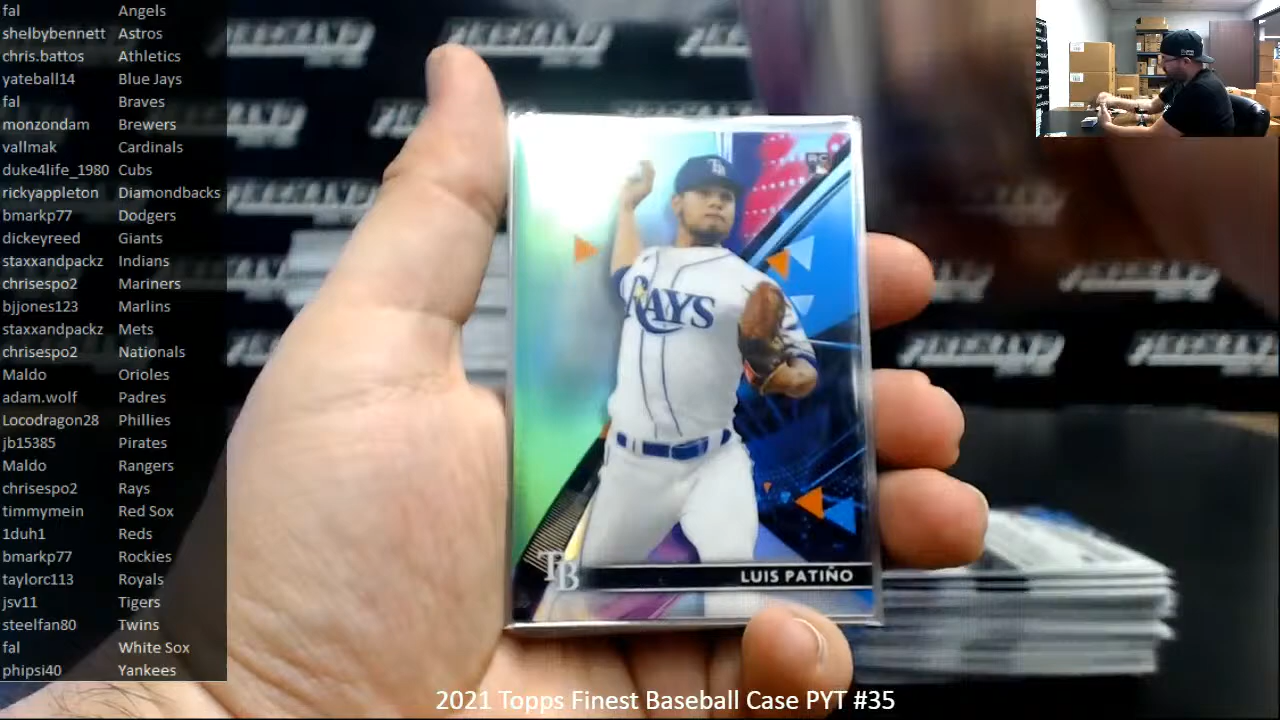 fal Angels
shelbybennett Astros
chris.battos Athletics
yateball14 Blue Jays
fal Braves
monzondam Brewers
vallmak Cardinals
duke4life_1980 Cubs
rickyappleton Diamondbacks
bmarkp77 Dodgers
dickeyreed Giants
staxxandpackz Indians
chrisespo2 Mariners
bjjones123 Marlins
staxxandpackz Mets
chrisespo2 Nationals
Maldo Orioles
adam.wolf Padres
Locodragon28 Phillies
jb15385 Pirates
Maldo Rangers
chrisespo2 Rays
timmymein Red Sox
1duh1 Reds
bmarkp77 Rockies
taylorc113 Royals
jsv11 Tigers
steelfan80 Twins
fal White Sox
phipsi40 Yankees
RC
TB
RAYS
TB
LUIS PATIÑO
2021 Topps Finest Baseball Case PYT #35